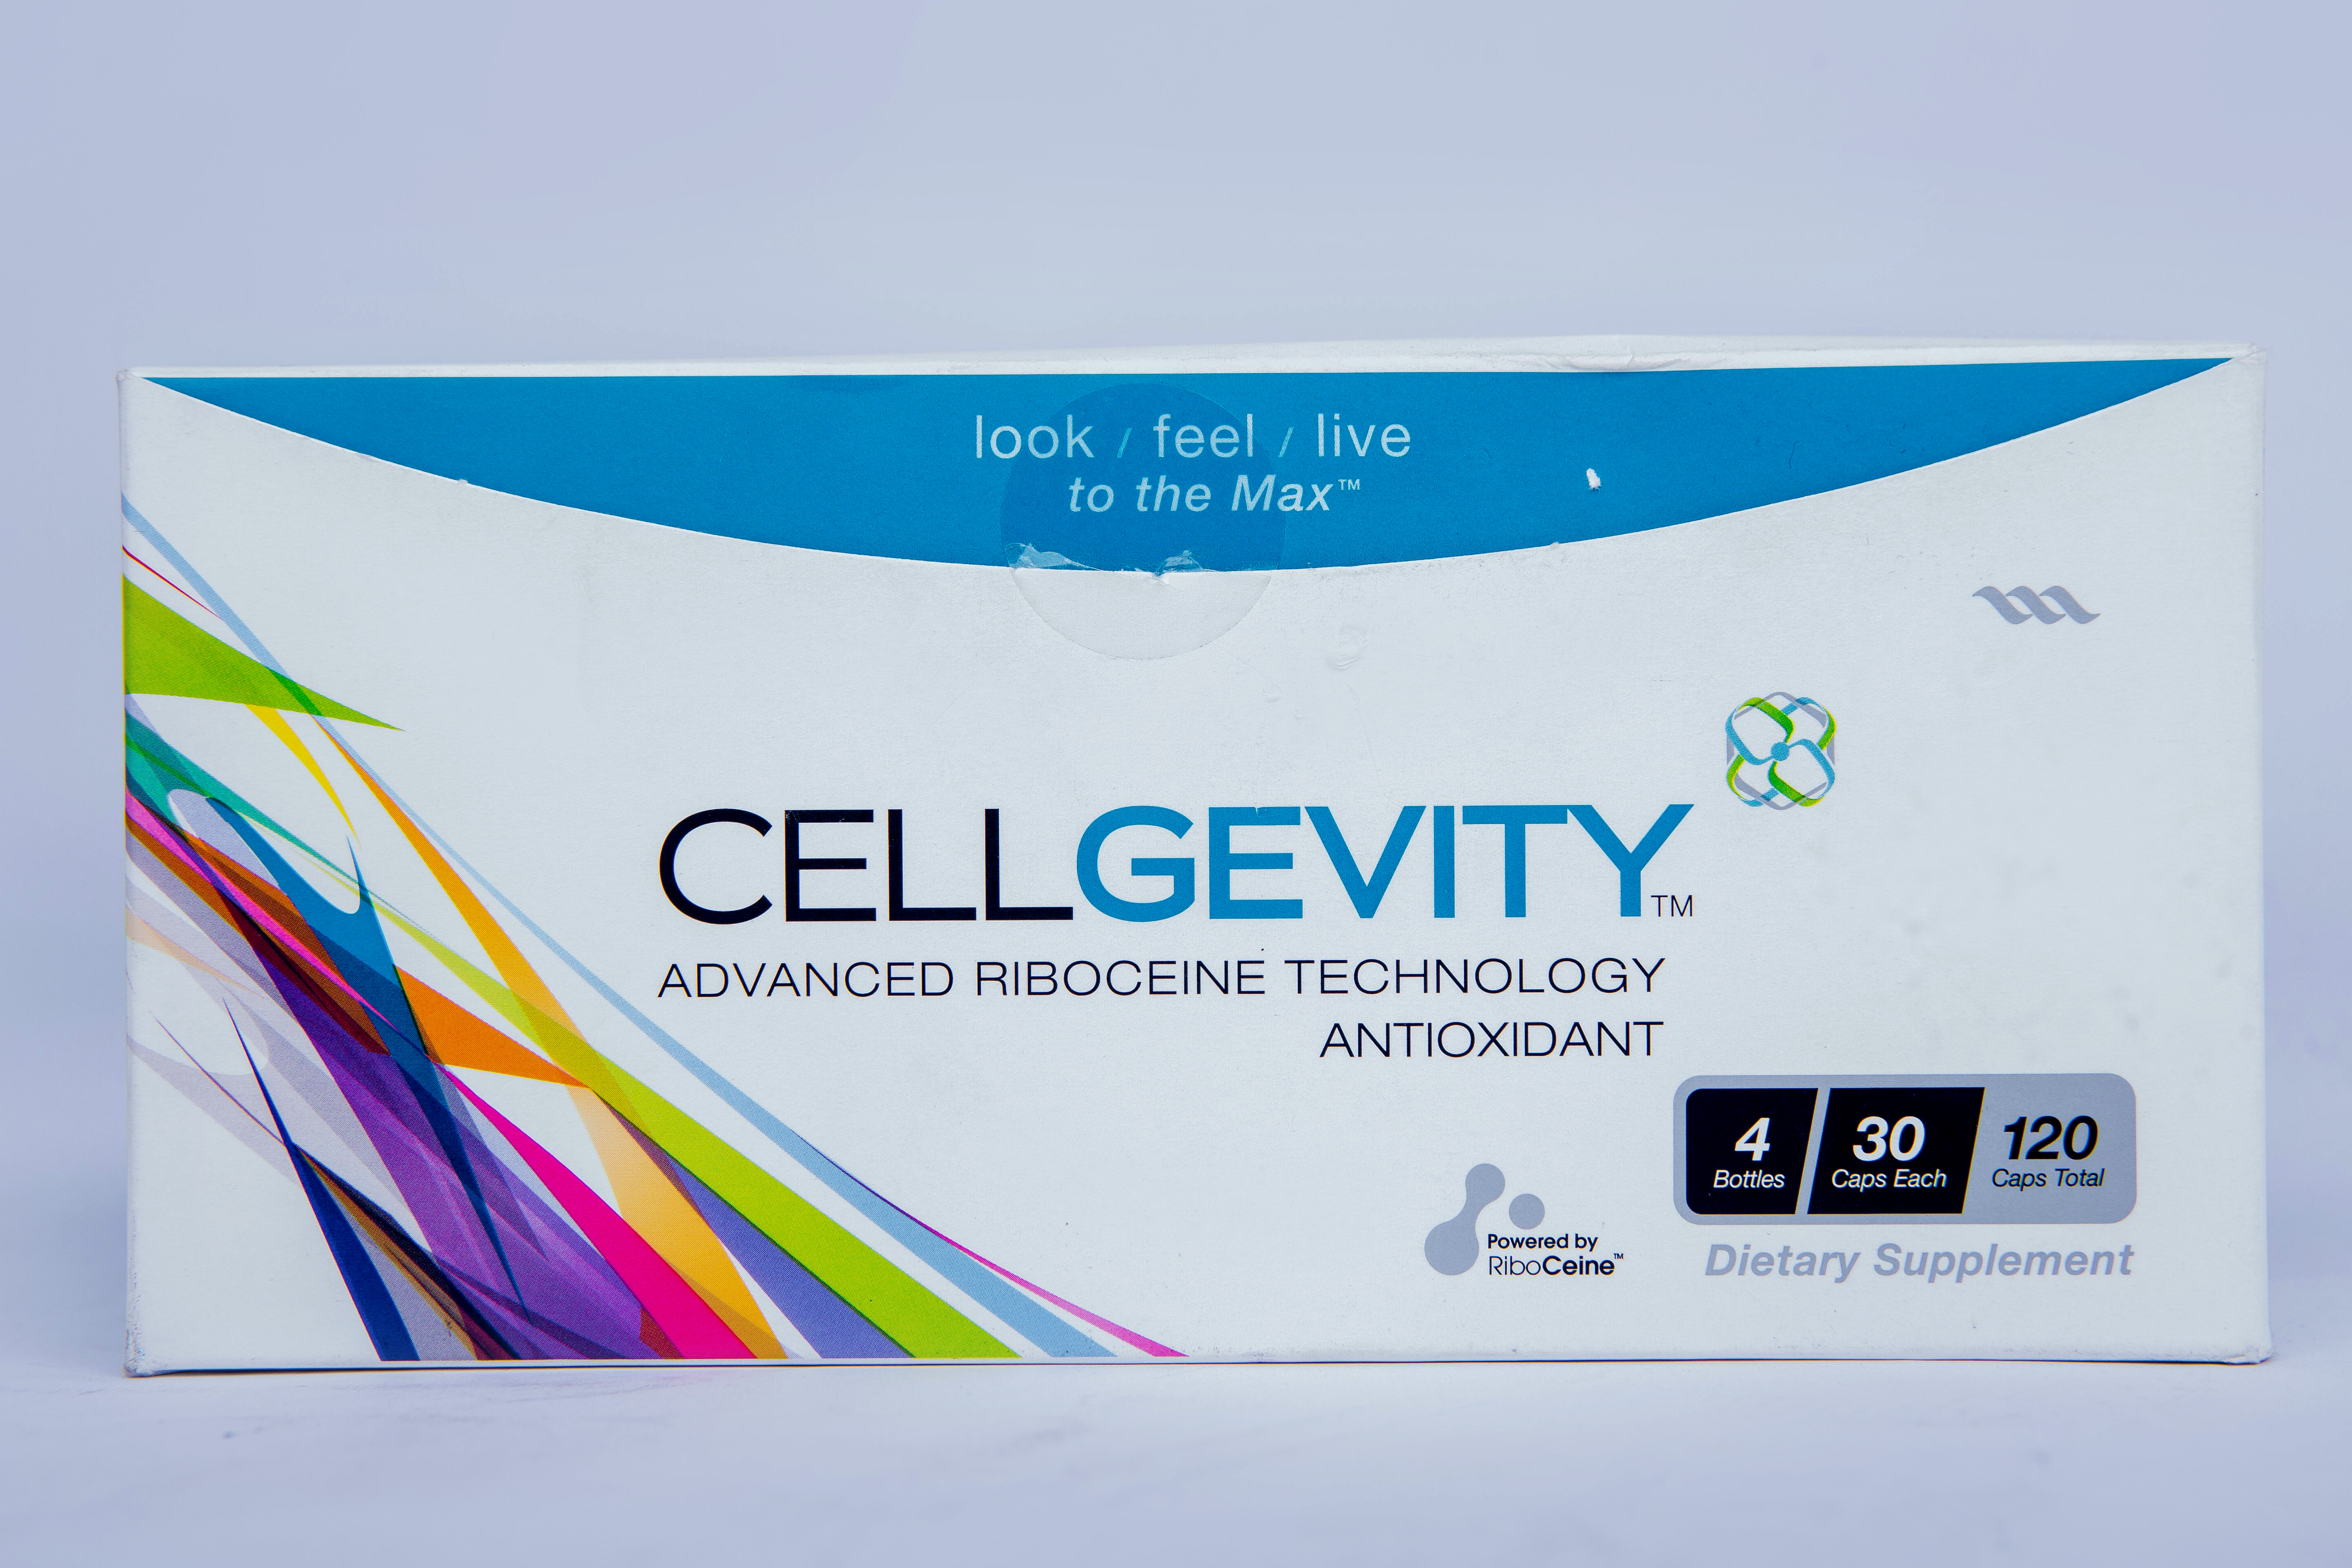 look / feel / live
to the Max™
CELLGEVITY™
ADVANCED RIBOCEINE TECHNOLOGY
ANTIOXIDANT
4 30 120
Bottles Caps Each Caps Total
Powered by
RiboCeine™
Dietary Supplement